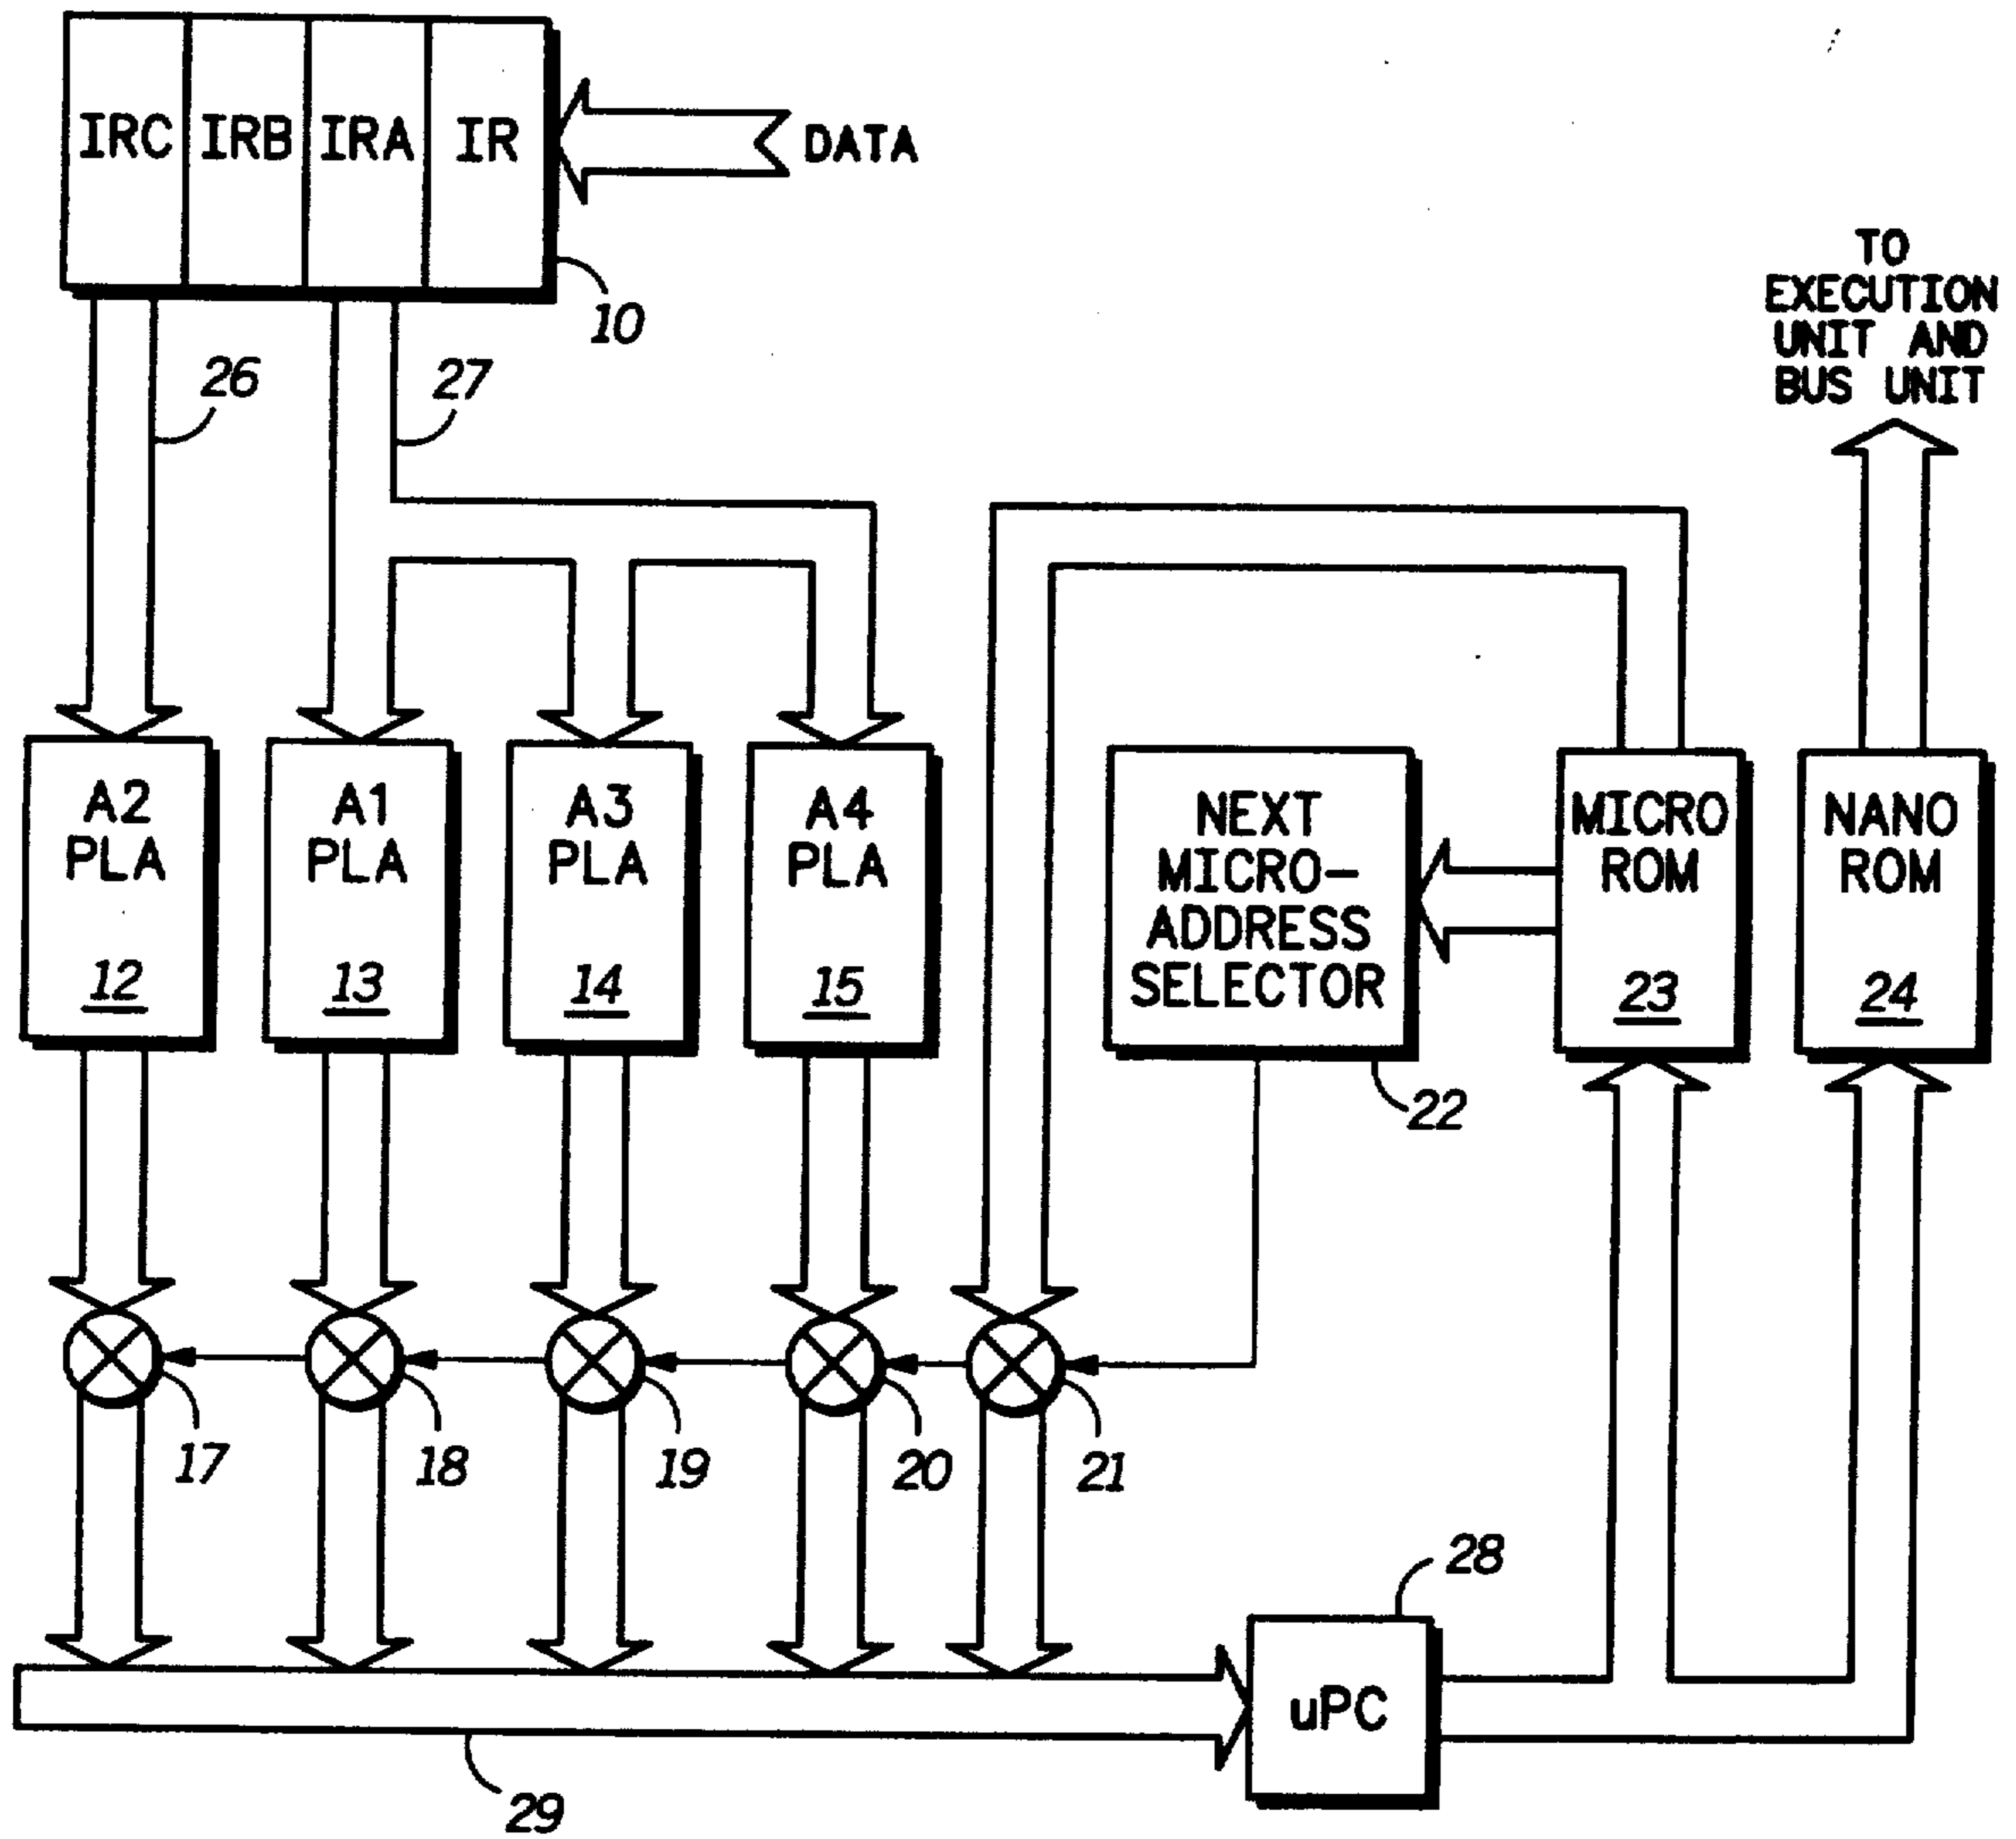 IRC IRB IRA IR
DATA
10
26
27
TO
EXECUTION
UNIT AND
BUS UNIT
A2
PLA
12
A1
PLA
13
A3
PLA
14
A4
PLA
15
NEXT
MICRO-
ADDRESS
SELECTOR
22
MICRO
ROM
23
NANO
ROM
24
17
18
19
20
21
28
uPC
29